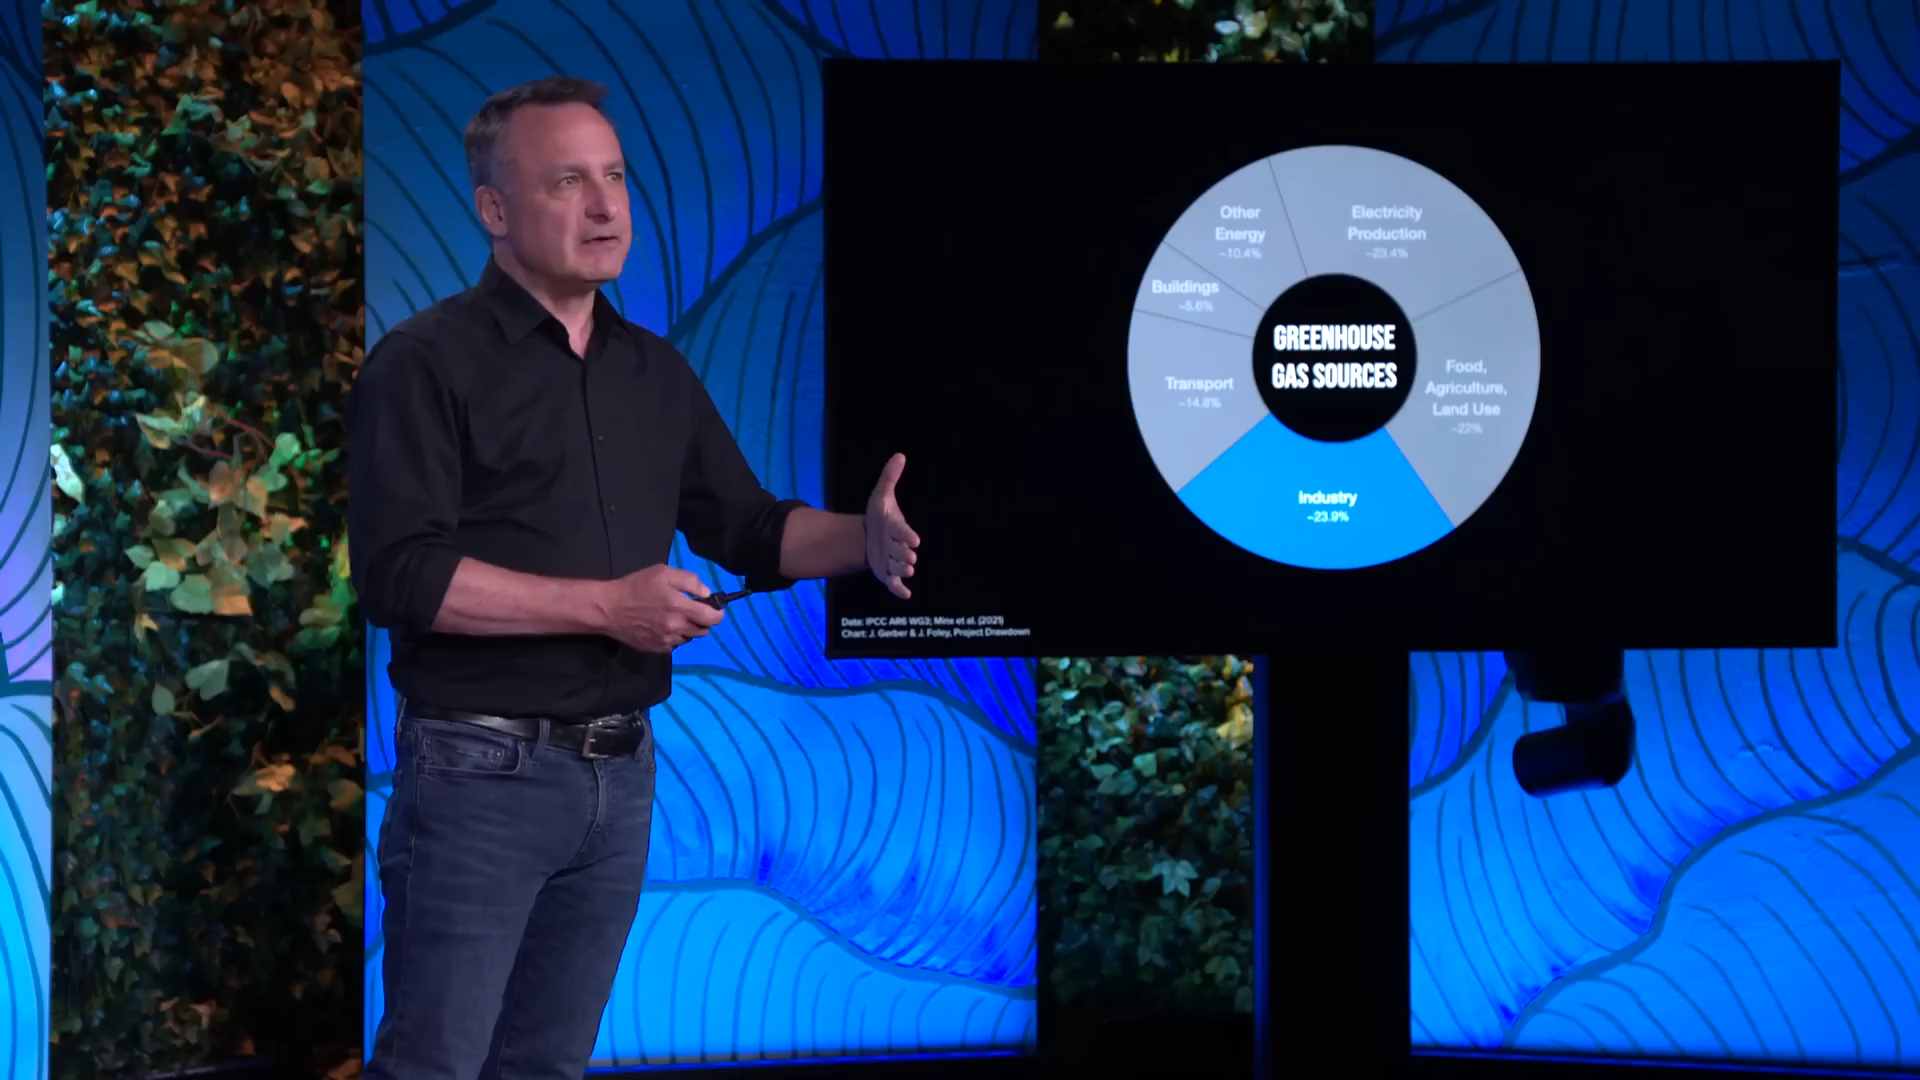 Other
Energy
~10.4%
Electricity
Production
~23.4%
Buildings
~5.6%
GREENHOUSE
GAS SOURCES
Food,
Agriculture,
Land Use
~22%
Transport
~14.8%
Industry
~23.9%
Data: IPCC AR6 WG3; Minx et al. (2021)
Chart: J. Gerber & J. Foley, Project Drawdown